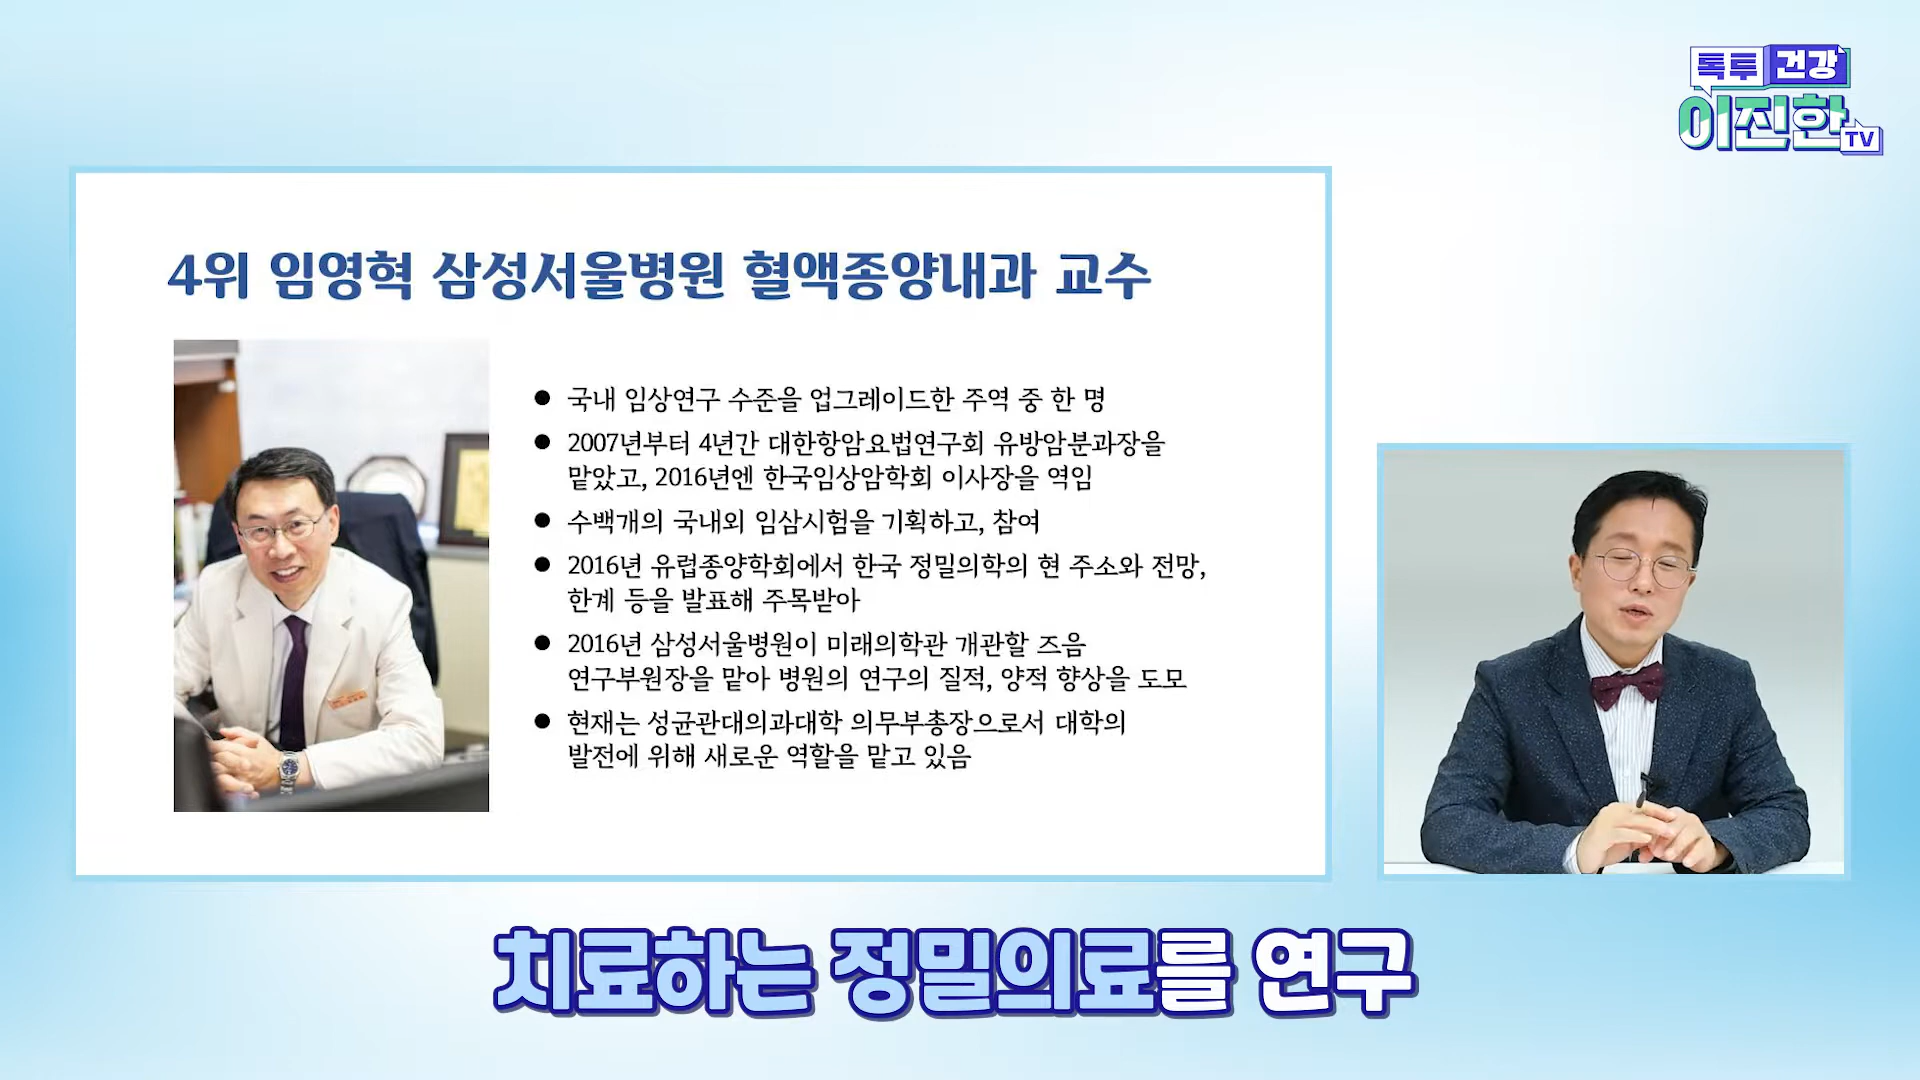 톡투 건강
이진한 TV
4위 임영혁 삼성서울병원 혈액종양내과 교수
● 국내 임상연구 수준을 업그레이드한 주역 중 한 명
● 2007년부터 4년간 대한항암요법연구회 유방암분과장을
맡았고, 2016년엔 한국임상암학회 이사장을 역임
● 수백개의 국내외 임삼시험을 기획하고, 참여
● 2016년 유럽종양학회에서 한국 정밀의학의 현 주소와 전망,
한계 등을 발표해 주목받아
● 2016년 삼성서울병원이 미래의학관 개관할 즈음
연구부원장을 맡아 병원의 연구의 질적, 양적 향상을 도모
● 현재는 성균관대의과대학 의무부총장으로서 대학의
발전에 위해 새로운 역할을 맡고 있음
치료하는 정밀의료를 연구